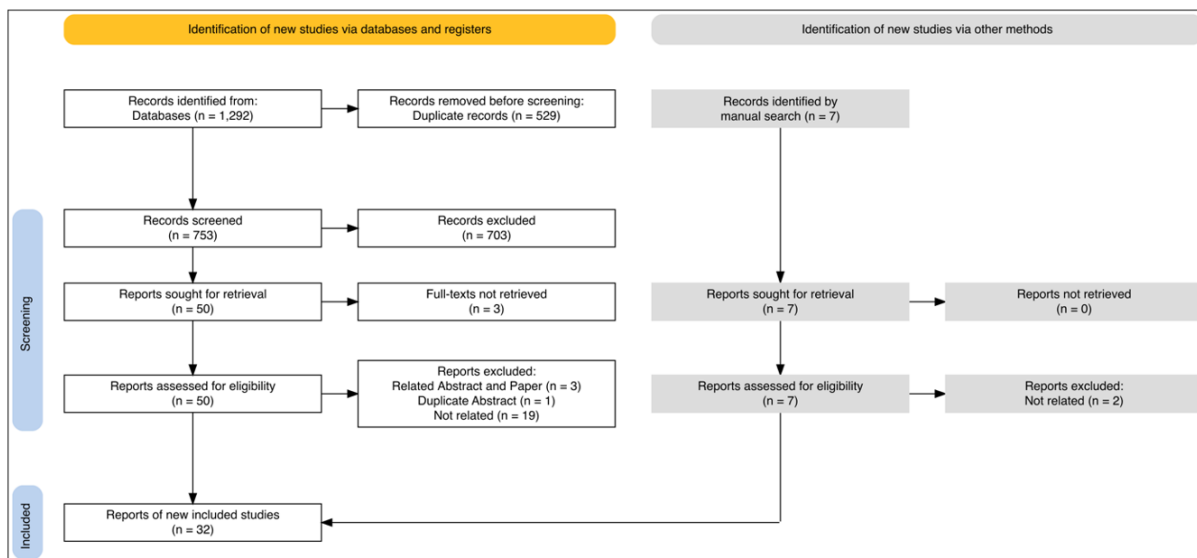 Identification of new studies via databases and registers
Identification of new studies via other methods
Records identified from:
Databases (n = 1,292)
Records removed before screening:
Duplicate records (n = 529)
Records identified by
manual search (n = 7)
Screening
Records screened
(n = 753)
Records excluded
(n = 703)
Reports sought for retrieval
(n = 50)
Full-texts not retrieved
(n = 3)
Reports sought for retrieval
(n = 7)
Reports not retrieved
(n = 0)
Reports assessed for eligibility
(n = 50)
Reports excluded:
Related Abstract and Paper (n = 3)
Duplicate Abstract (n = 1)
Not related (n = 19)
Reports assessed for eligibility
(n = 7)
Reports excluded:
Not related (n = 2)
Included
Reports of new included studies
(n = 32)